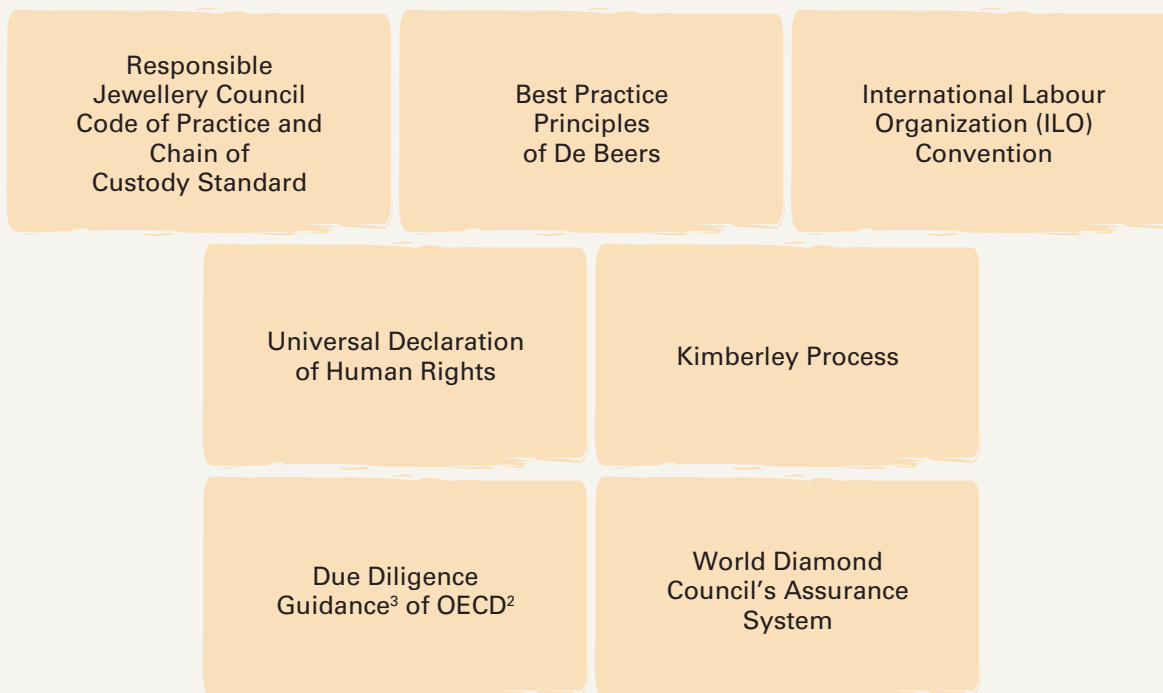 Responsible
Jewellery Council
Code of Practice and
Chain of
Custody Standard
Best Practice
Principles
of De Beers
International Labour
Organization (ILO)
Convention
Universal Declaration
of Human Rights
Kimberley Process
Due Diligence
Guidance³ of OECD²
World Diamond
Council’s Assurance
System